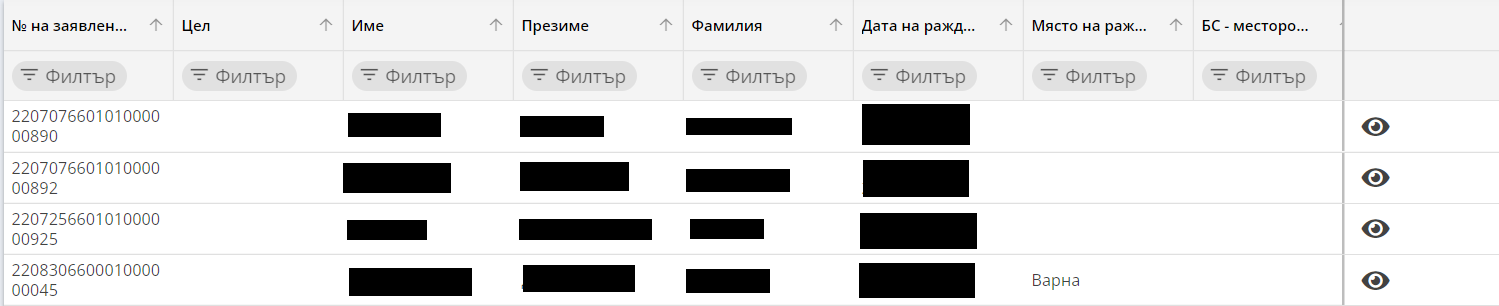 № на заявлен... Цел Име Презиме Фамилия Дата на ражд... Място на раж... БС - месторо...
Филтър Филтър Филтър Филтър Филтър Филтър Филтър Филтър
2207076601010000
00890
2207076601010000
00892
2207256601010000
00925
2208306600010000
00045
Варна